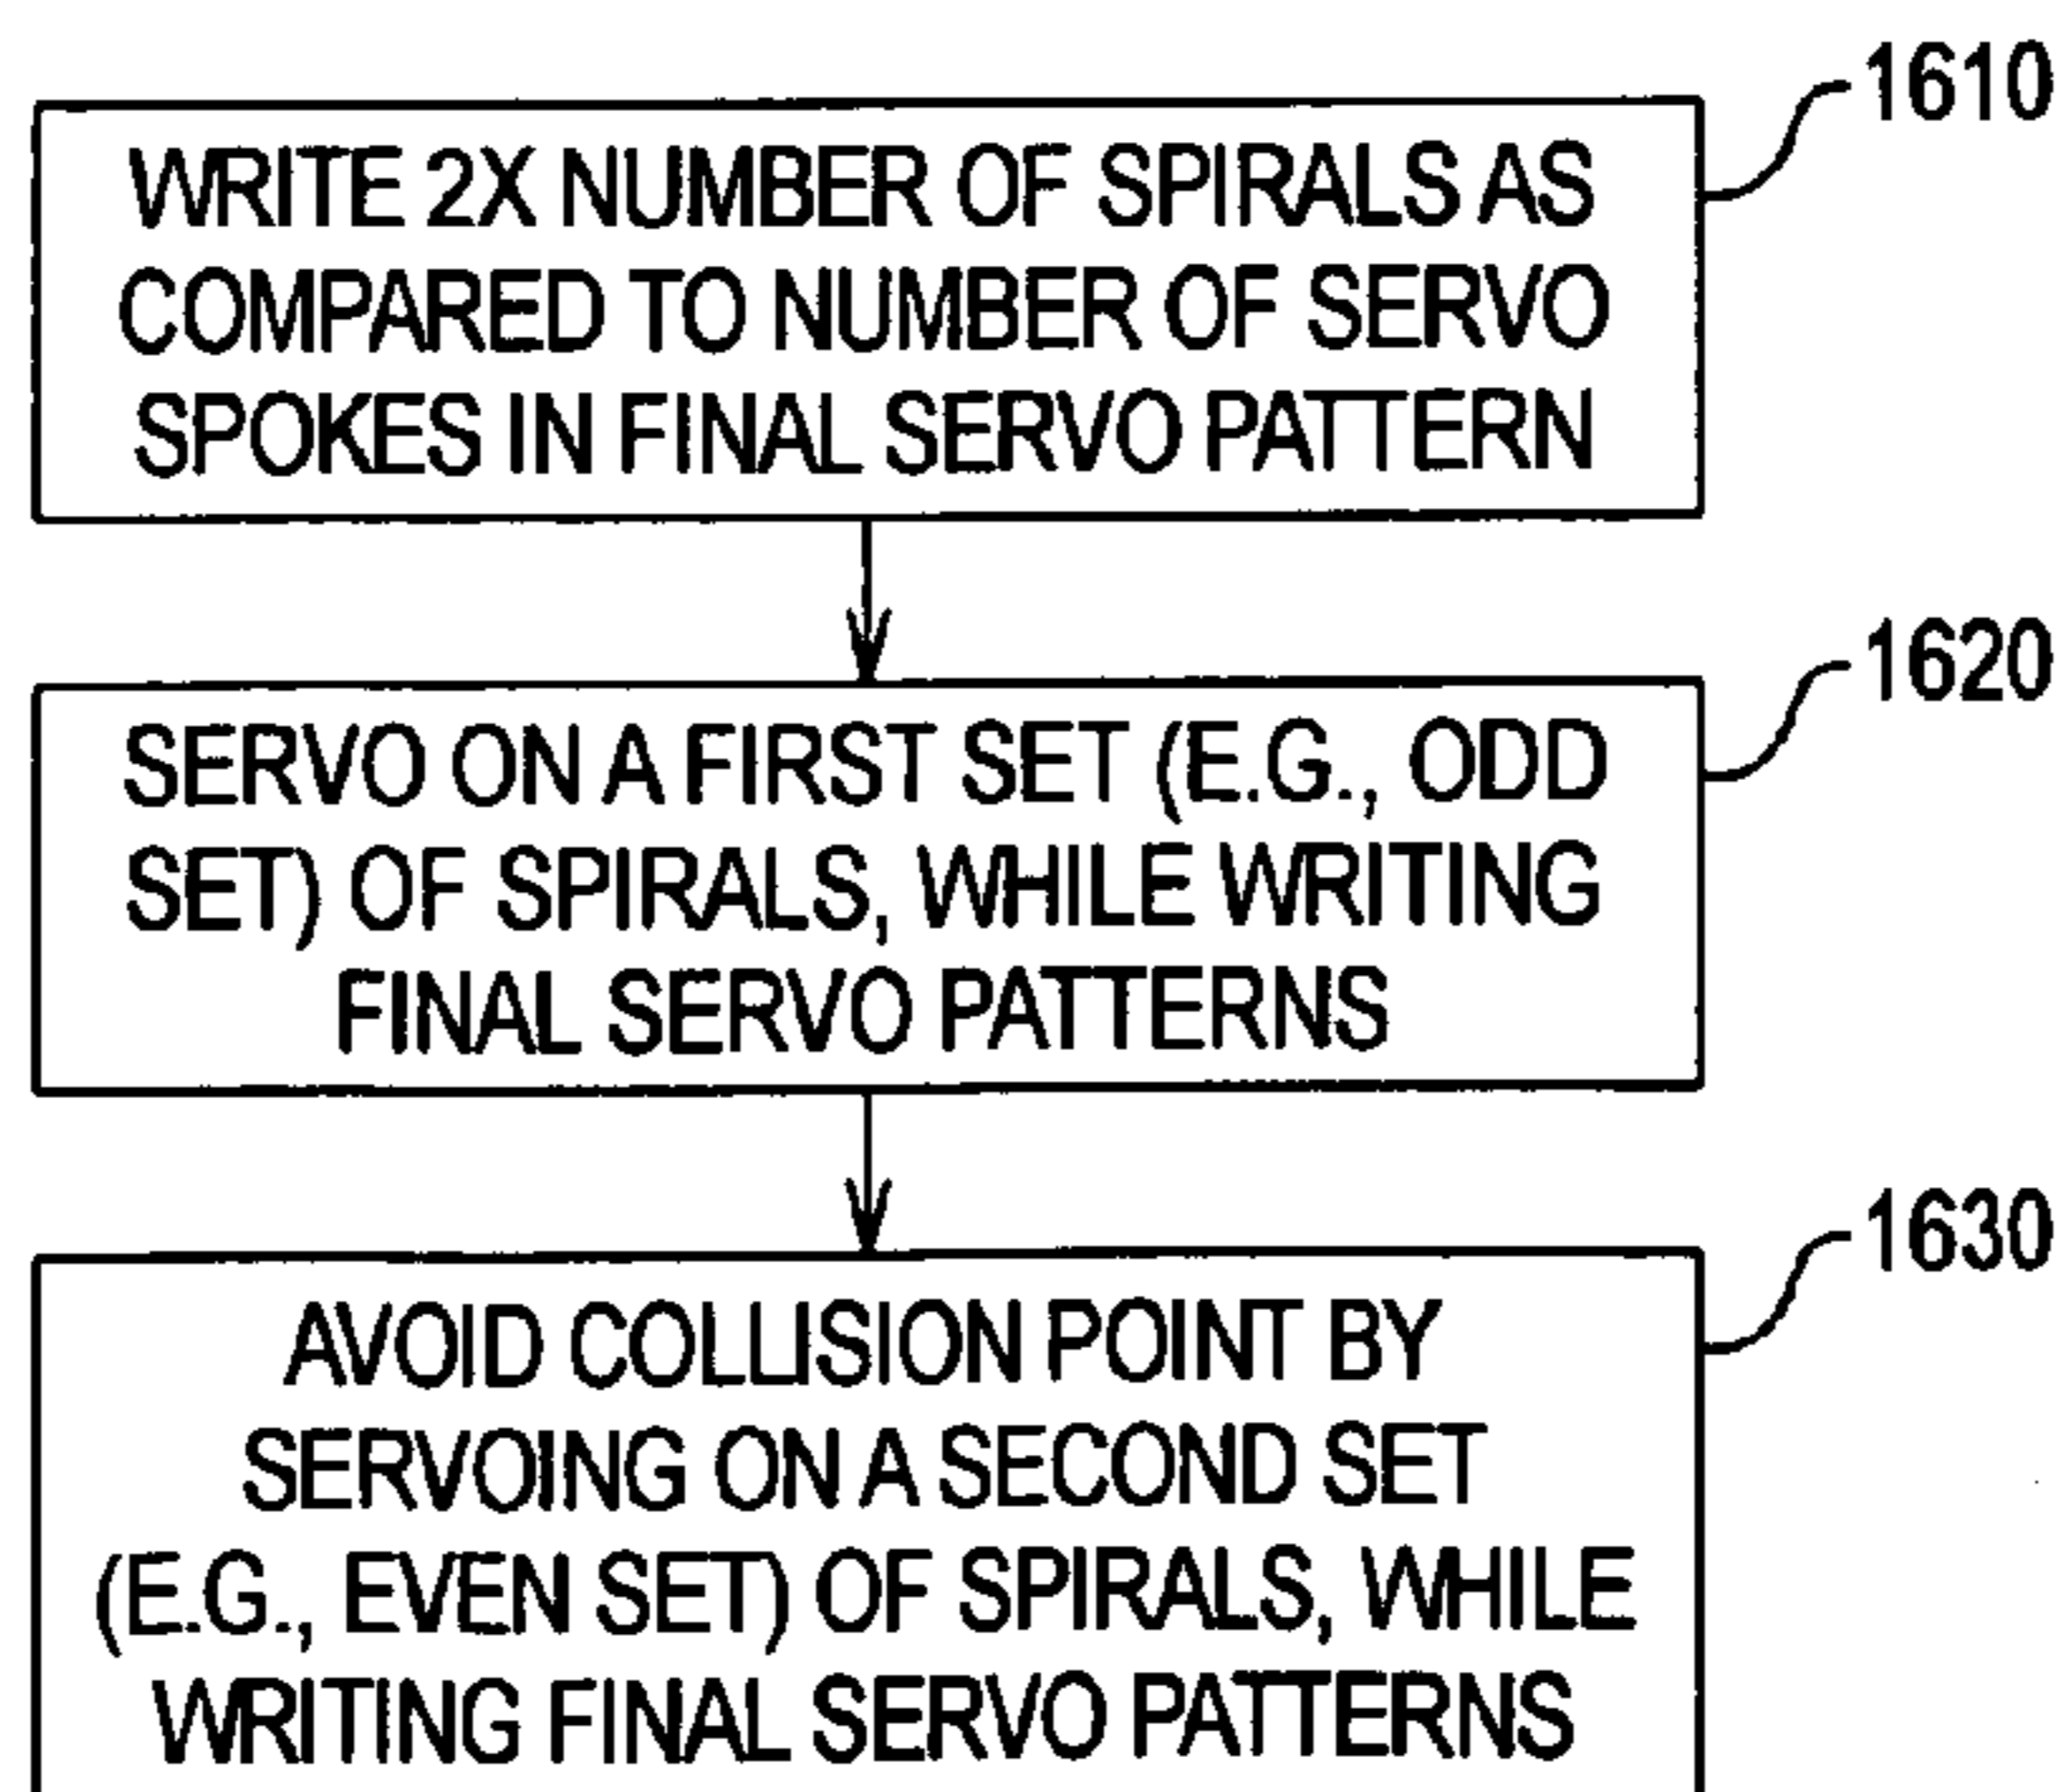 1610
WRITE 2X NUMBER OF SPIRALS AS
COMPARED TO NUMBER OF SERVO
SPOKES IN FINAL SERVO PATTERN
1620
SERVO ON A FIRST SET (E.G., ODD
SET) OF SPIRALS, WHILE WRITING
FINAL SERVO PATTERNS
1630
AVOID COLLISION POINT BY
SERVOING ON A SECOND SET
(E.G., EVEN SET) OF SPIRALS, WHILE
WRITING FINAL SERVO PATTERNS